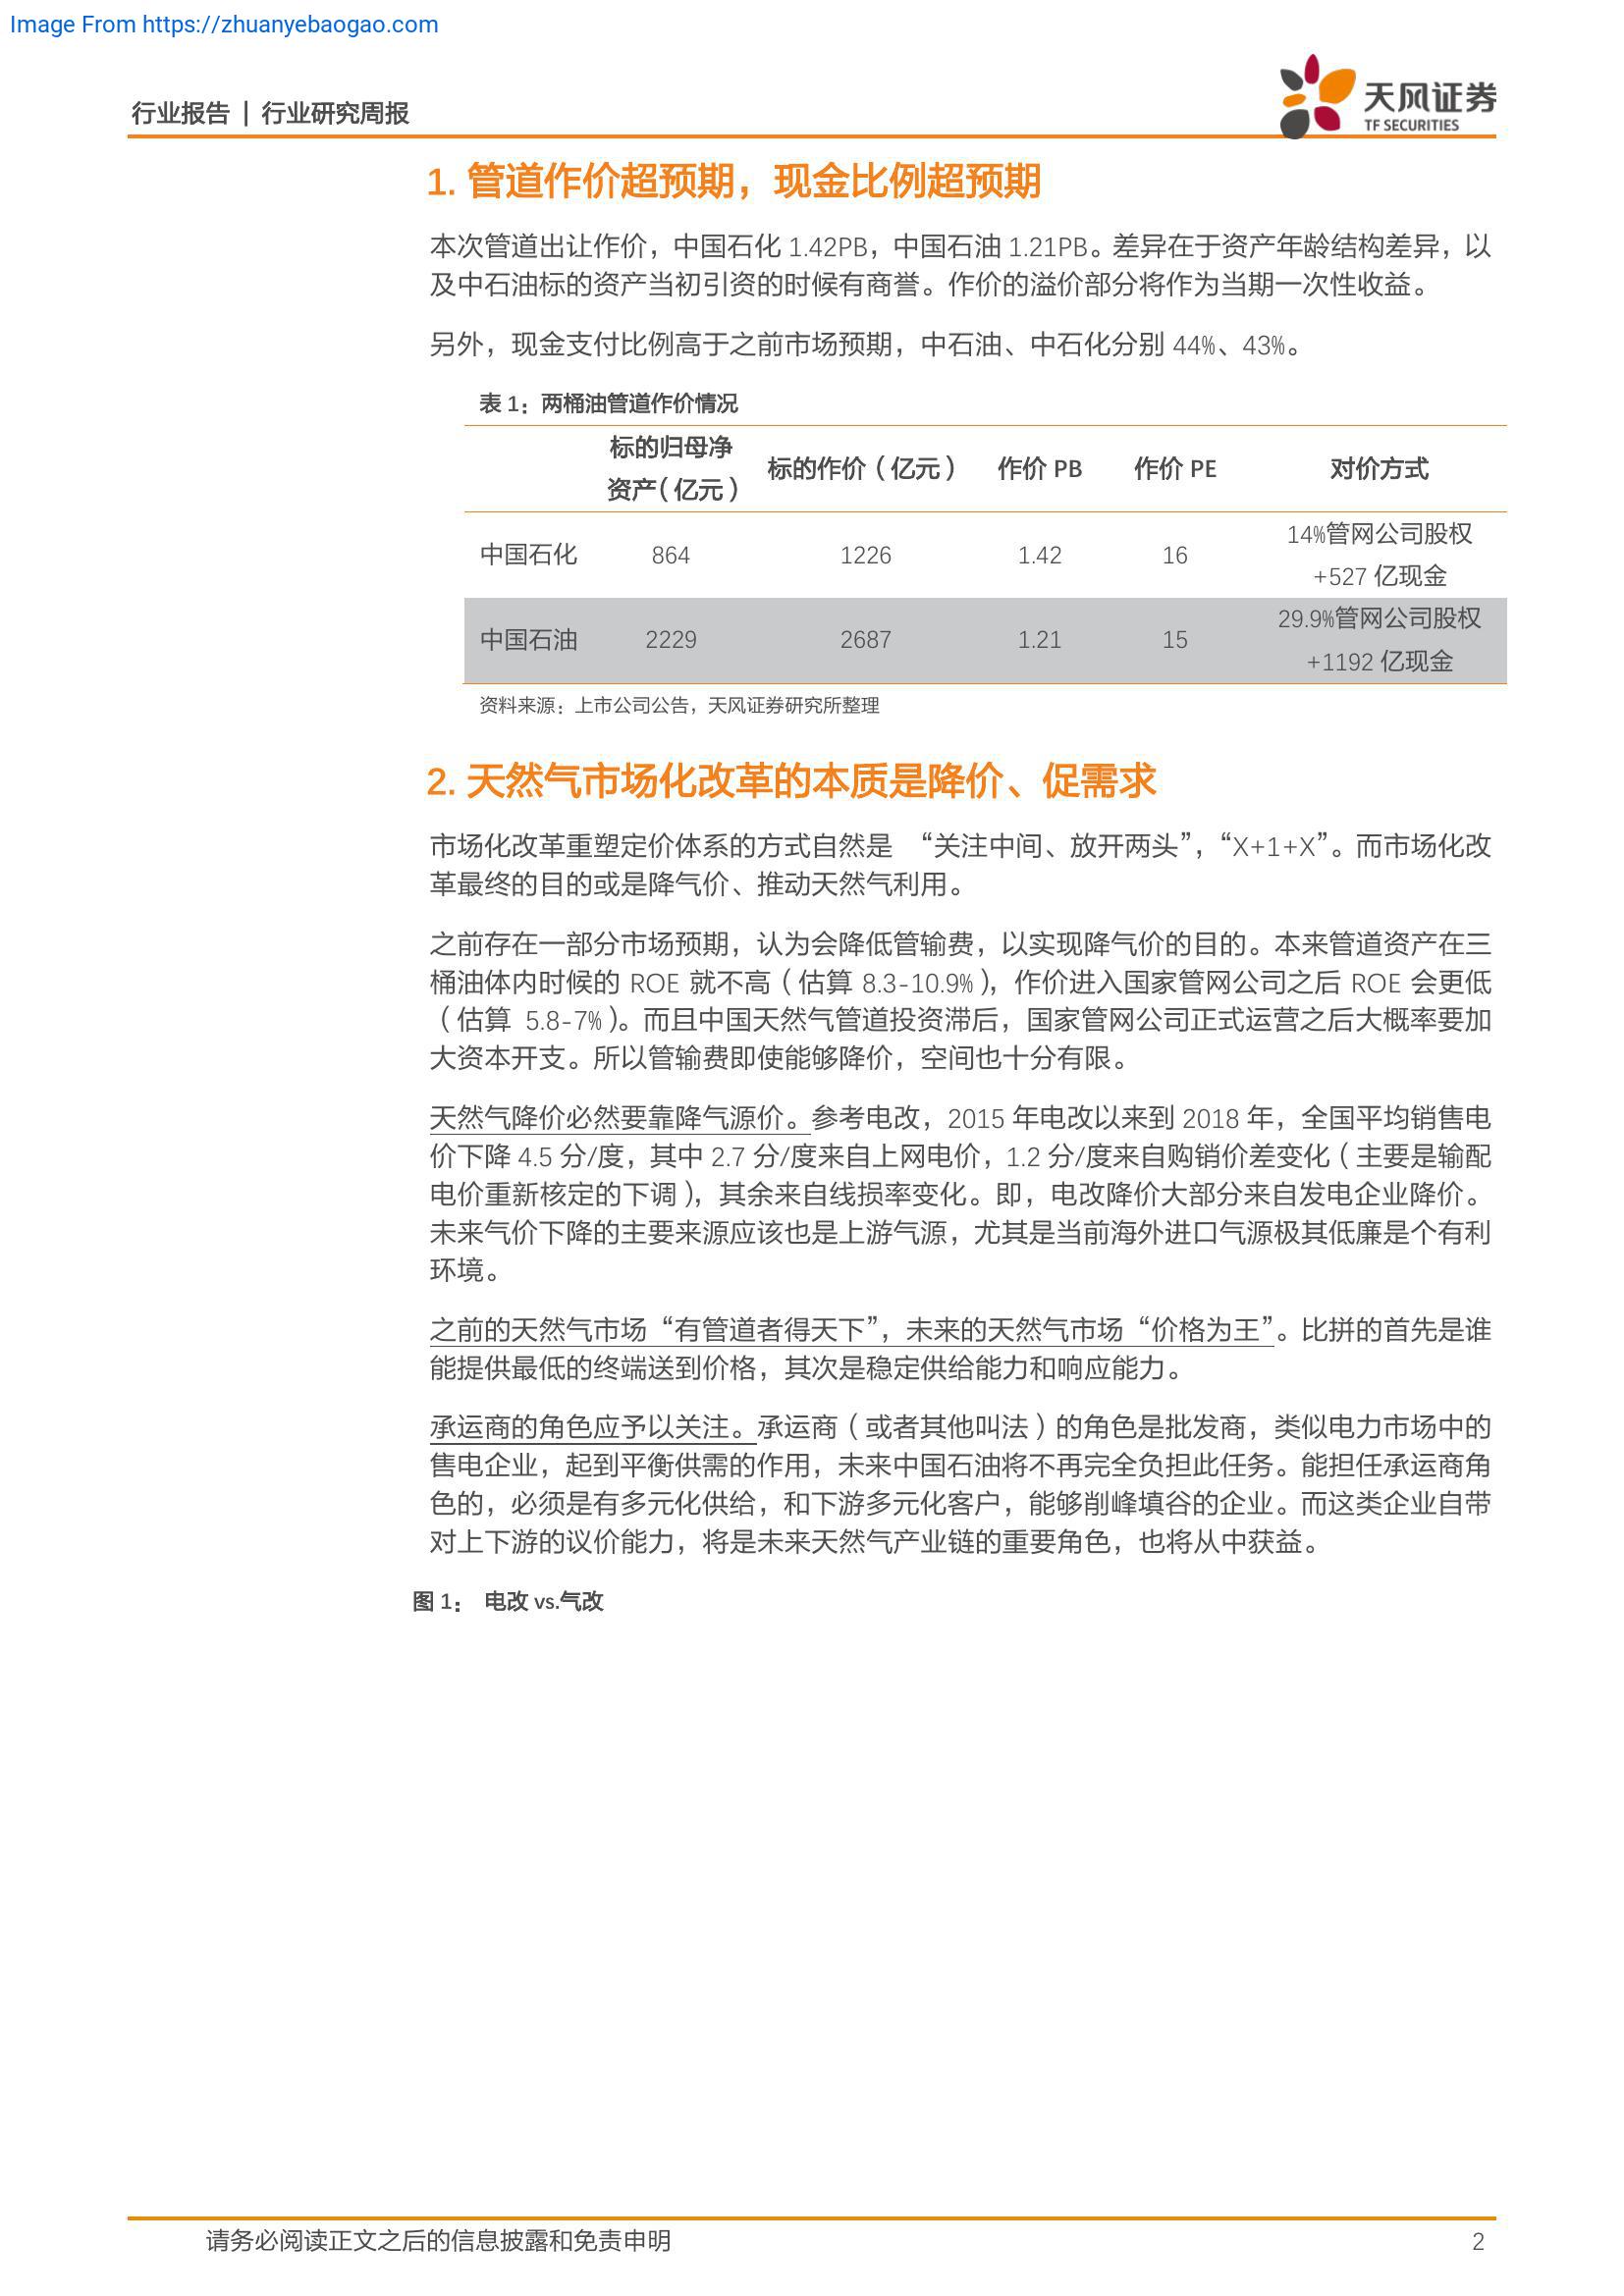 Image From https://zhuanyebaogao.com
行业报告 | 行业研究周报
天风证券
TF SECURITIES
1. 管道作价超预期，现金比例超预期
本次管道出让作价，中国石化 1.42PB，中国石油 1.21PB。差异在于资产年龄结构差异，以
及中石油标的资产当初引资的时候有商誉。作价的溢价部分将作为当期一次性收益。
另外，现金支付比例高于之前市场预期，中石油、中石化分别 44%、43%。
表 1：两桶油管道作价情况
标的归母净
资产（亿元） 标的作价（亿元） 作价 PB 作价 PE 对价方式
中国石化 864 1226 1.42 16 14%管网公司股权
+527 亿现金
中国石油 2229 2687 1.21 15 29.9%管网公司股权
+1192 亿现金
资料来源：上市公司公告，天风证券研究所整理
2. 天然气市场化改革的本质是降价、促需求
市场化改革重塑定价体系的方式自然是 “关注中间、放开两头”，“X+1+X”。而市场化改
革最终的目的或是降气价、推动天然气利用。
之前存在一部分市场预期，认为会降低管输费，以实现降气价的目的。本来管道资产在三
桶油体内时候的 ROE 就不高（估算 8.3-10.9%），作价进入国家管网公司之后 ROE 会更低
（估算 5.8-7%）。而且中国天然气管道投资滞后，国家管网公司正式运营之后大概率要加
大资本开支。所以管输费即使能够降价，空间也十分有限。
天然气降价必然要靠降气源价。参考电改，2015 年电改以来到 2018 年，全国平均销售电
价下降 4.5 分/度，其中 2.7 分/度来自上网电价，1.2 分/度来自购销价差变化（主要是输配
电价重新核定的下调），其余来自线损率变化。即，电改降价大部分来自发电企业降价。
未来气价下降的主要来源应该也是上游气源，尤其是当前海外进口气源极其低廉是个有利
环境。
之前的天然气市场“有管道者得天下”，未来的天然气市场“价格为王”。比拼的首先是谁
能提供最低的终端送到价格，其次是稳定供给能力和响应能力。
承运商的角色应予以关注。承运商（或者其他叫法）的角色是批发商，类似电力市场中的
售电企业，起到平衡供需的作用，未来中国石油将不再完全负担此任务。能担任承运商角
色的，必须是有多元化供给，和下游多元化客户，能够削峰填谷的企业。而这类企业自带
对上下游的议价能力，将是未来天然气产业链的重要角色，也将从中获益。
图 1： 电改 vs.气改
请务必阅读正文之后的信息披露和免责申明 2